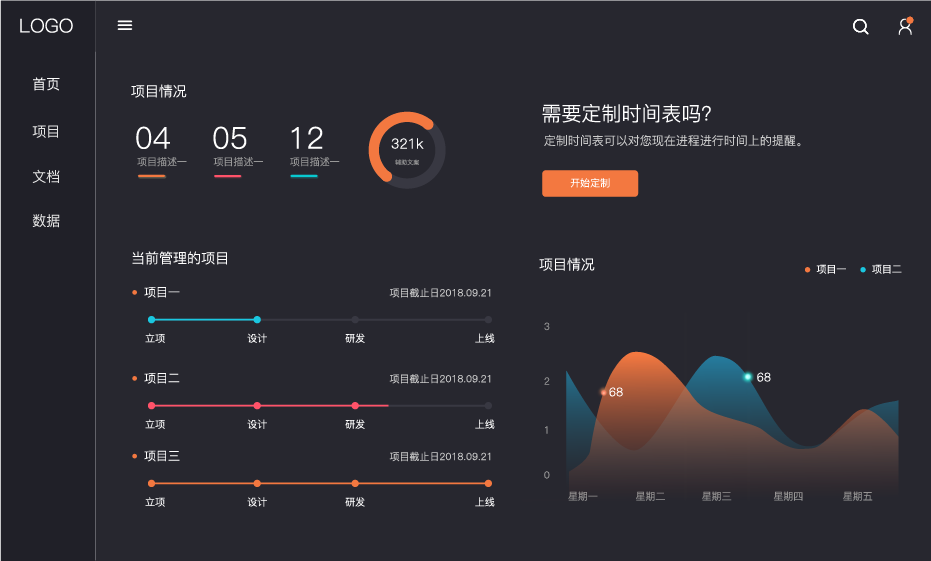 LOGO
首页
项目
文档
数据
项目情况
04 05 12
项目描述一 项目描述一 项目描述一
321k
辅助文案
需要定制时间表吗?
定制时间表可以对您现在进程进行时间上的提醒。
开始定制
当前管理的项目
项目一 项目截止日2018.09.21
立项 设计 研发 上线
项目二 项目截止日2018.09.21
立项 设计 研发 上线
项目三 项目截止日2018.09.21
立项 设计 研发 上线
项目情况
项目一 项目二
3
2
1
0
68
68
星期一 星期二 星期三 星期四 星期五